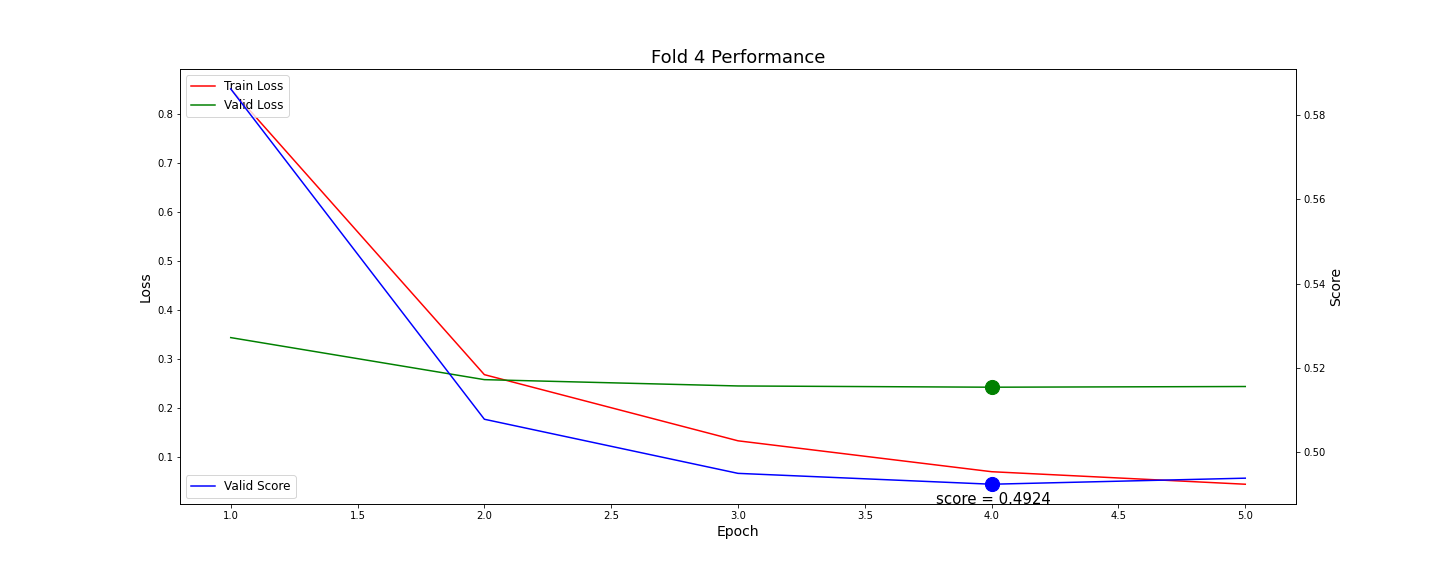 Fold 4 Performance
Train Loss
Valid Loss
0.8
0.7
0.6
0.5
0.4
0.3
0.2
0.1
Loss
0.58
0.56
0.54
0.52
0.50
Score
Valid Score
score = 0.4924
1.0 1.5 2.0 2.5 3.0 3.5 4.0 4.5 5.0
Epoch